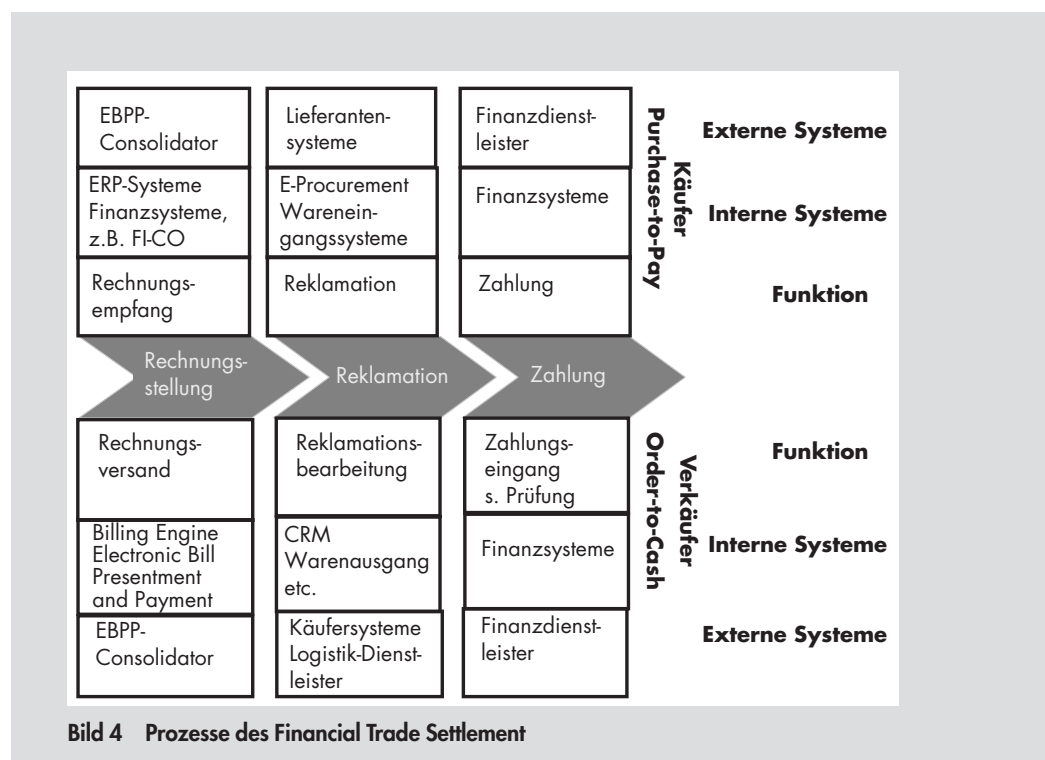 EBPP-
Consolidator
Lieferanten-
systeme
Finanzdienst-
leister
Externe Systeme
ERP-Systeme
Finanzsysteme,
z.B. FI-CO
E-Procurement
Warenein-
gangssysteme
Finanzsysteme
Interne Systeme
Rechnungs-
empfang
Reklamation
Zahlung
Funktion
Käufer
Purchase-to-Pay
Rechnungs-
stellung
Reklamation
Zahlung
Rechnungs-
versand
Reklamations-
bearbeitung
Zahlungs-
eingang
s. Prüfung
Funktion
Billing Engine
Electronic Bill
Presentment
and Payment
CRM
Warenausgang
etc.
Finanzsysteme
Interne Systeme
EBPP-
Consolidator
Käufersysteme
Logistik-Dienst-
leister
Finanzdienst-
leister
Externe Systeme
Verkäufer
Order-to-Cash
Bild 4 Prozesse des Financial Trade Settlement